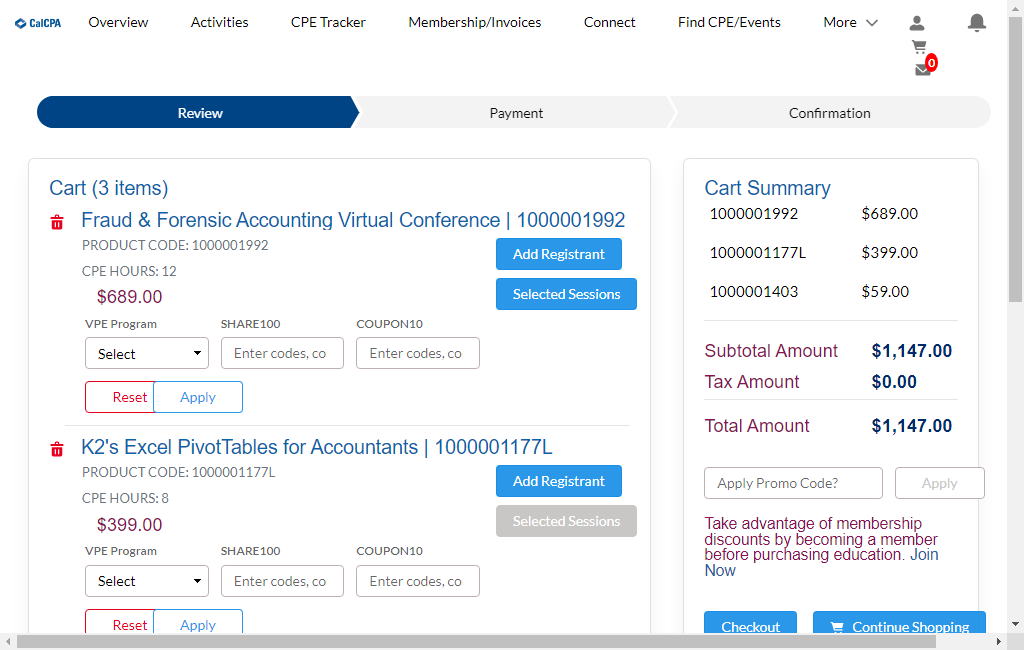 CalCPA Overview Activities CPE Tracker Membership/Invoices Connect Find CPE/Events More
0
Review Payment Confirmation
Cart (3 items)
Fraud & Forensic Accounting Virtual Conference | 1000001992
PRODUCT CODE: 1000001992
Add Registrant
CPE HOURS: 12
$689.00
Selected Sessions
VPE Program SHARE100 COUPON10
Select Enter codes, co Enter codes, co
Reset Apply
K2's Excel PivotTables for Accountants | 1000001177L
PRODUCT CODE: 1000001177L
Add Registrant
CPE HOURS: 8
$399.00
Selected Sessions
VPE Program SHARE100 COUPON10
Select Enter codes, co Enter codes, co
Reset Apply
Cart Summary
1000001992 $689.00
1000001177L $399.00
1000001403 $59.00
Subtotal Amount $1,147.00
Tax Amount $0.00
Total Amount $1,147.00
Apply Promo Code? Apply
Take advantage of membership
discounts by becoming a member
before purchasing education. Join
Now
Checkout Continue Shopping